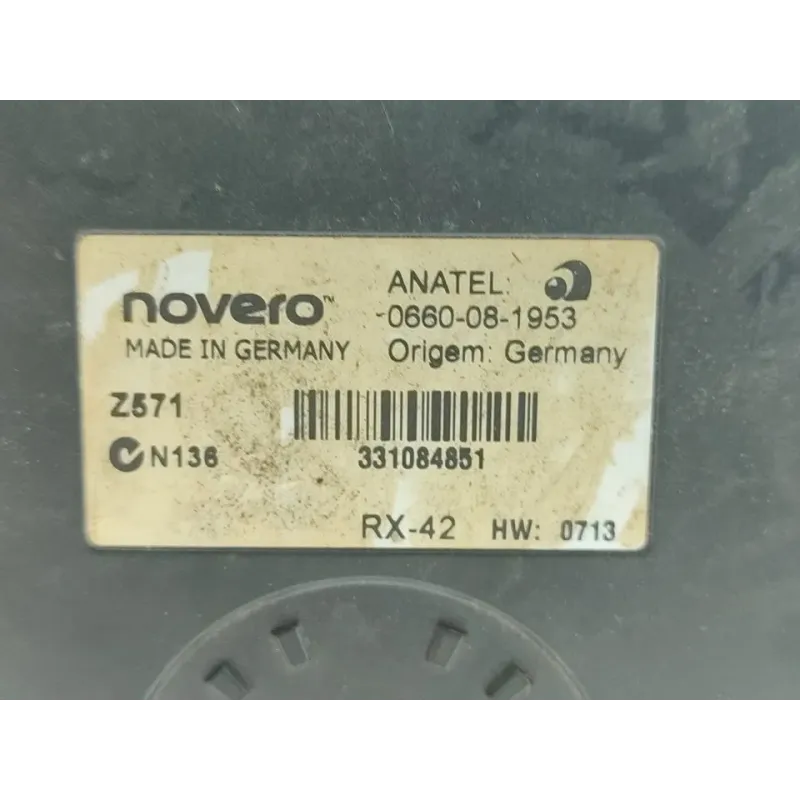 novero™
MADE IN GERMANY
ANATEL:
0660-08-1953
Origem: Germany
Z571
N136
331084851
RX-42 HW: 0713